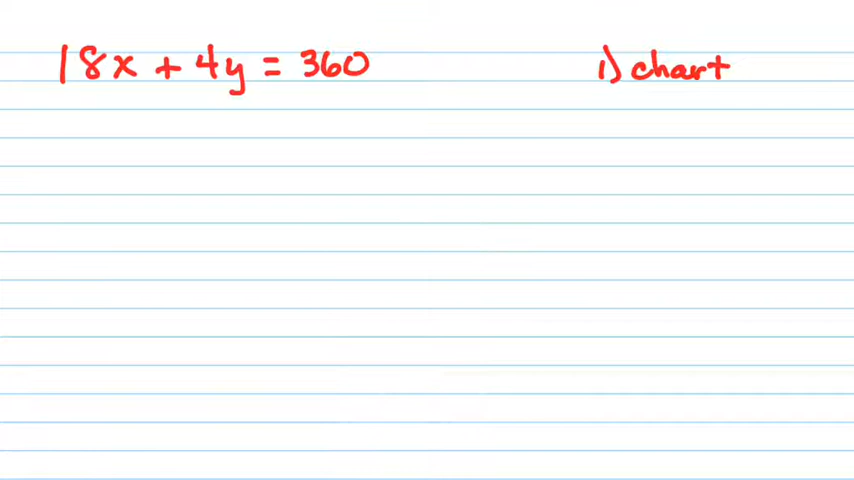 18x + 4y = 360
1) chart